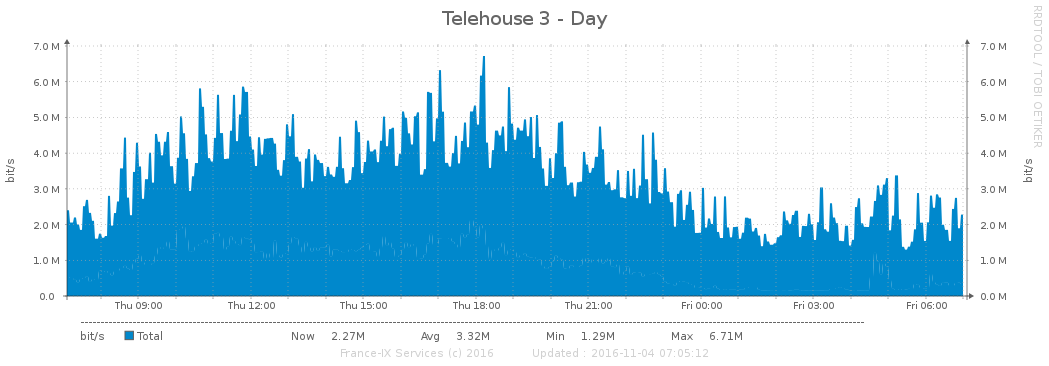 Telehouse 3 - Day
RRDTOOL / TOBI OETIKER
bit/s
7.0 M 7.0 M
6.0 M 6.0 M
5.0 M 5.0 M
4.0 M 4.0 M
3.0 M 3.0 M
2.0 M 2.0 M
1.0 M 1.0 M
0.0 0.0 M
bit/s
Thu 09:00 Thu 12:00 Thu 15:00 Thu 18:00 Thu 21:00 Fri 00:00 Fri 03:00 Fri 06:00
bit/s Total Now 2.27M Avg 3.32M Min 1.29M Max 6.71M
France-IX Services (c) 2016 Updated : 2016-11-04 07:05:12